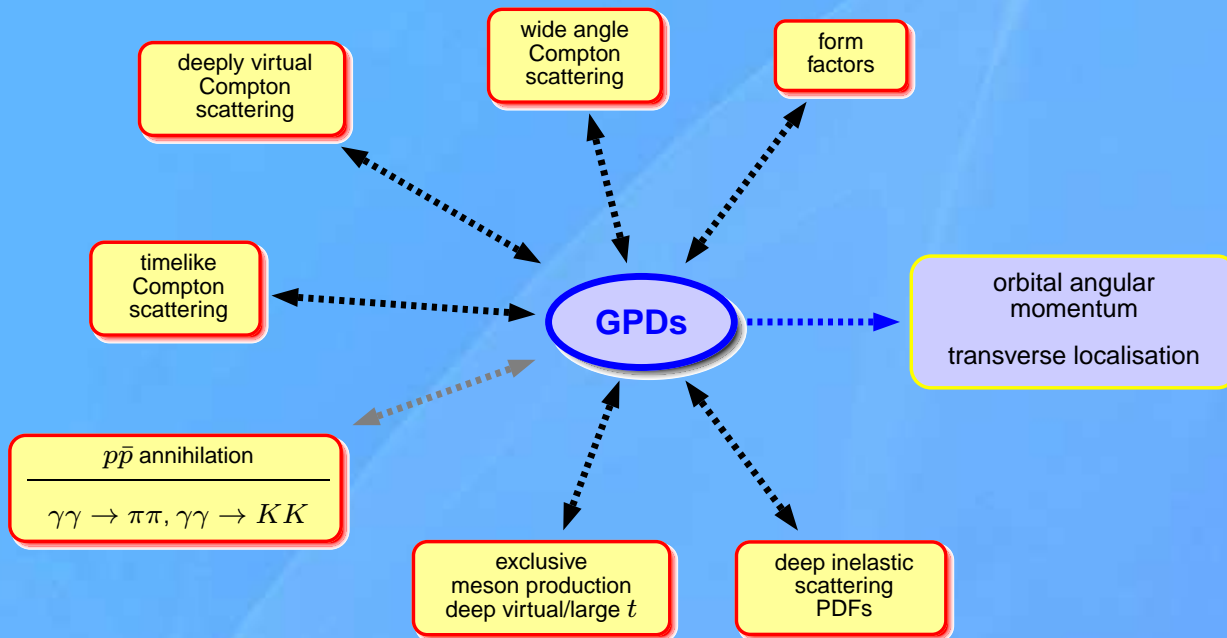 wide angle
Compton
scattering
form
factors
deeply virtual
Compton
scattering
timelike
Compton
scattering
GPDs
orbital angular
momentum
transverse localisation
pp̄ annihilation
γγ → ππ, γγ → KK
exclusive
meson production
deep virtual/large t
deep inelastic
scattering
PDFs